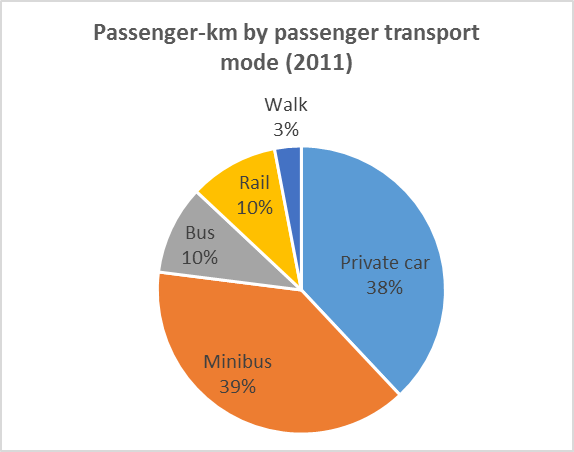 Passenger-km by passenger transport
mode (2011)
Walk
3%
Rail
10%
Bus
10%
Private car
38%
Minibus
39%